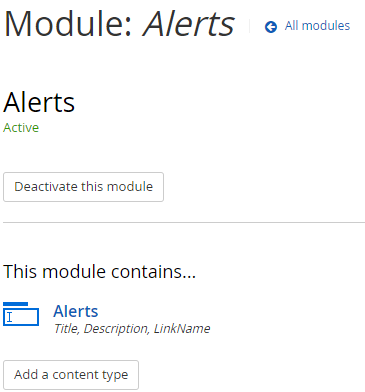 Module: Alerts
All modules
Alerts
Active
Deactivate this module
This module contains...
Alerts
Title, Description, LinkName
Add a content type